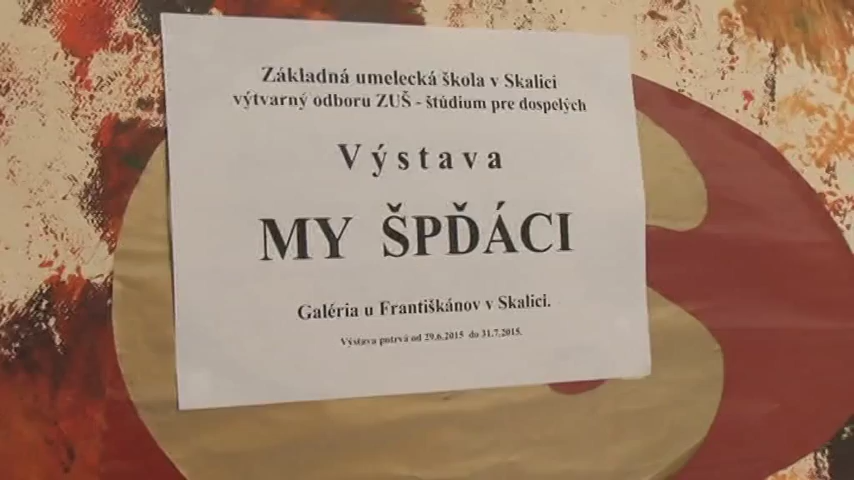 Základná umelecká škola v Skalici
výtvarný odboru ZUŠ - štúdium pre dospelých
Výstava
MY ŠPĎÁCI
Galéria u Františkánov v Skalici.
Výstava potrvá od 29.6.2015 do 31.7.2015.